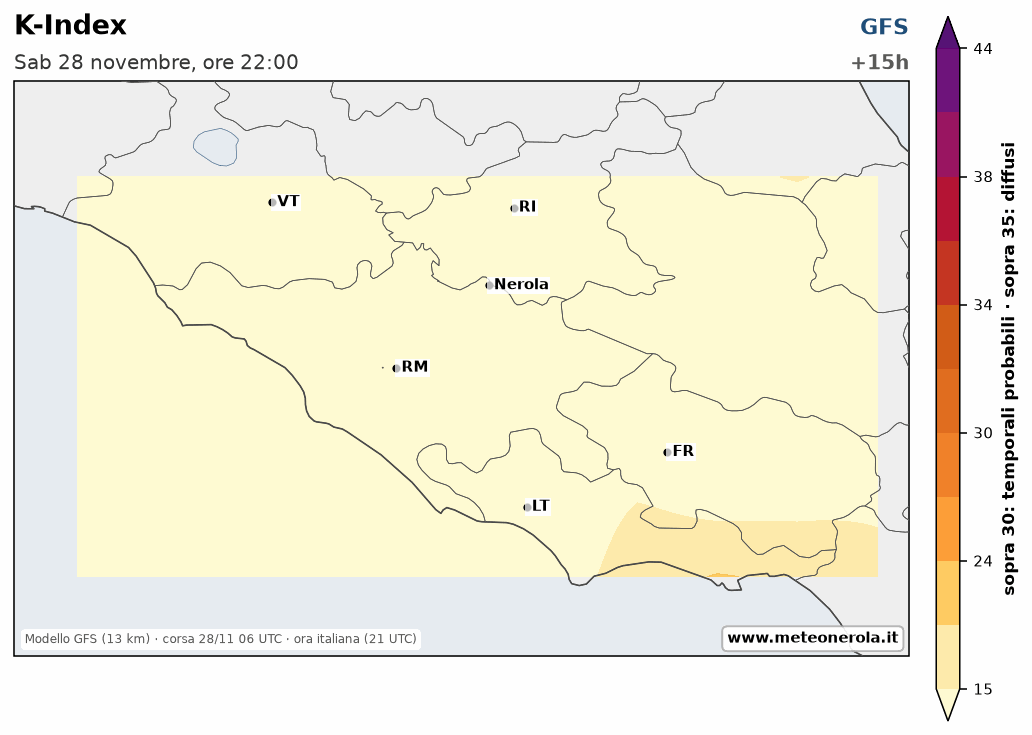 K-Index
GFS
Sab 28 novembre, ore 22:00
+15h
VT
RI
Nerola
RM
FR
LT
Modello GFS (13 km) · corsa 28/11 06 UTC · ora italiana (21 UTC)
www.meteonerola.it
44
38
34
30
24
15
sopra 30: temporali probabili · sopra 35: diffusi